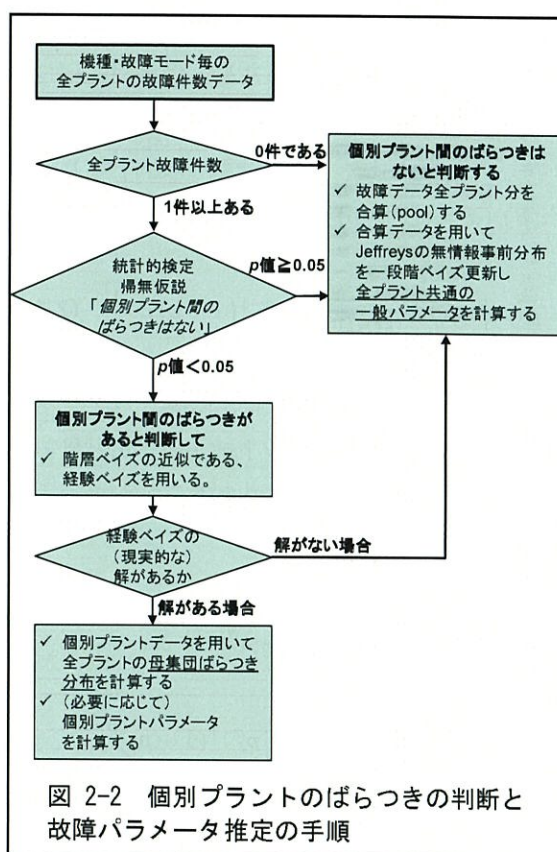 機種・故障モード毎の
全プラントの故障件数データ
全プラント故障件数
0件である
1件以上ある
個別プラント間のばらつきは
ないと判断する
✓ 故障データ全プラント分を
合算(pool)する
✓ 合算データを用いて
Jeffreysの無情報事前分布
を一段階ベイズ更新し
全プラント共通の
一般パラメータを計算する
統計的検定
帰無仮説
「個別プラント間の
ばらつきはない」
p値≧0.05
p値<0.05
個別プラント間のばらつきが
あると判断して
✓ 階層ベイズの近似である、
経験ベイズを用いる。
経験ベイズの
(現実的な)
解があるか
解がない場合
解がある場合
✓ 個別プラントデータを用いて
全プラントの母集団ばらつき
分布を計算する
✓ (必要に応じて)
個別プラントパラメータ
を計算する
図 2-2 個別プラントのばらつきの判断と
故障パラメータ推定の手順